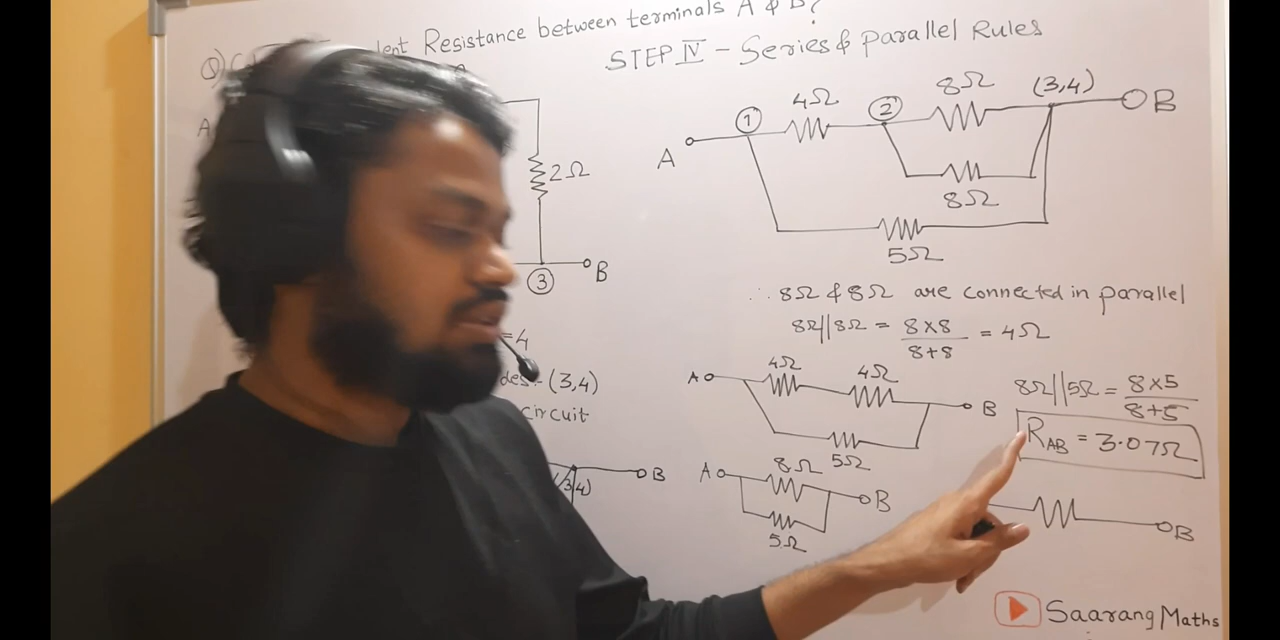 Resistance between terminals A & B?
STEP IV - Series & parallel Rules
A
2Ω
B
3
=4
(3,4)
circuit
(3,4)
B
A
1
4Ω
2
8Ω
(3,4)
B
8Ω
5Ω
∴ 8Ω & 8Ω are connected in parallel
8Ω||8Ω = 8×8 / 8+8 = 4Ω
A
4Ω
4Ω
B
5Ω
8Ω||5Ω = 8×5 / 8+5
R_AB = 3.07Ω
A
8Ω
B
5Ω
B
Saarang Maths